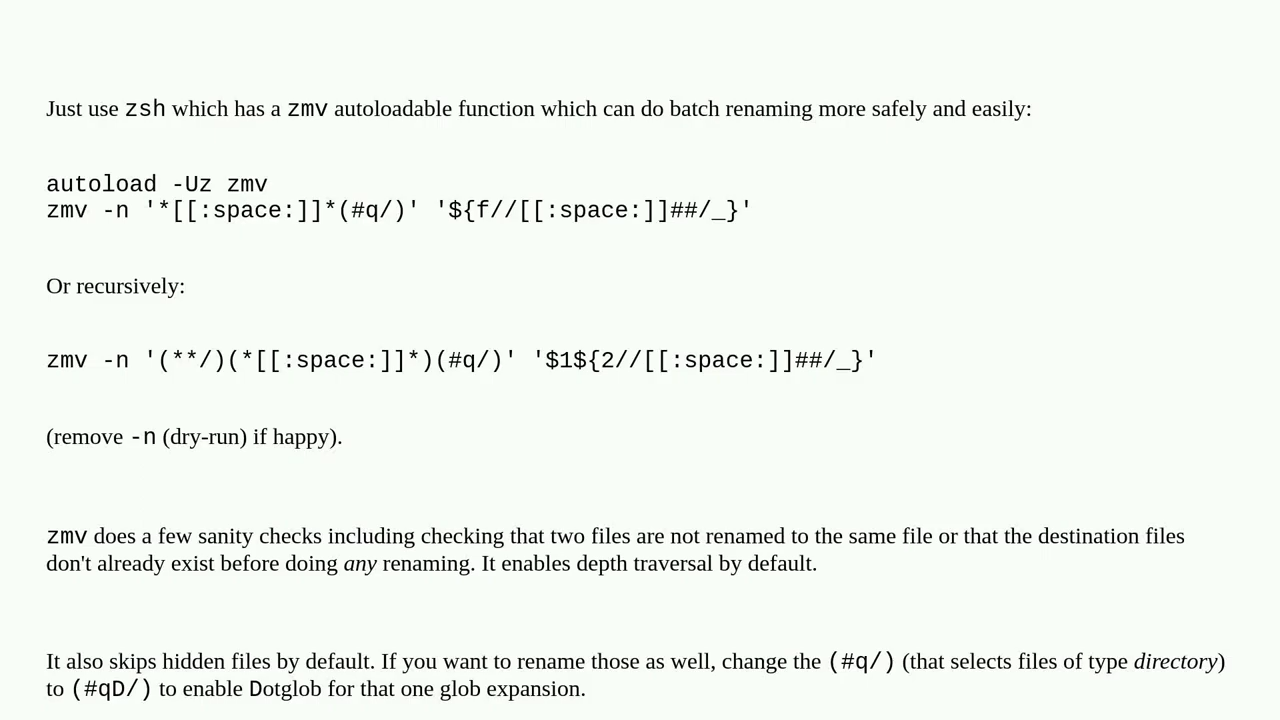 Just use zsh which has a zmv autoloadable function which can do batch renaming more safely and easily:
autoload -Uz zmv
zmv -n '*[[:space:]]*(#q/)' '${f//[[:space:]]##/_}'
Or recursively:
zmv -n '(**/)(*[[:space:]]*)(#q/)' '$1${2//[[:space:]]##/_}'
(remove -n (dry-run) if happy).
zmv does a few sanity checks including checking that two files are not renamed to the same file or that the destination files
don't already exist before doing any renaming. It enables depth traversal by default.
It also skips hidden files by default. If you want to rename those as well, change the (#q/) (that selects files of type directory)
to (#qD/) to enable Dotglob for that one glob expansion.